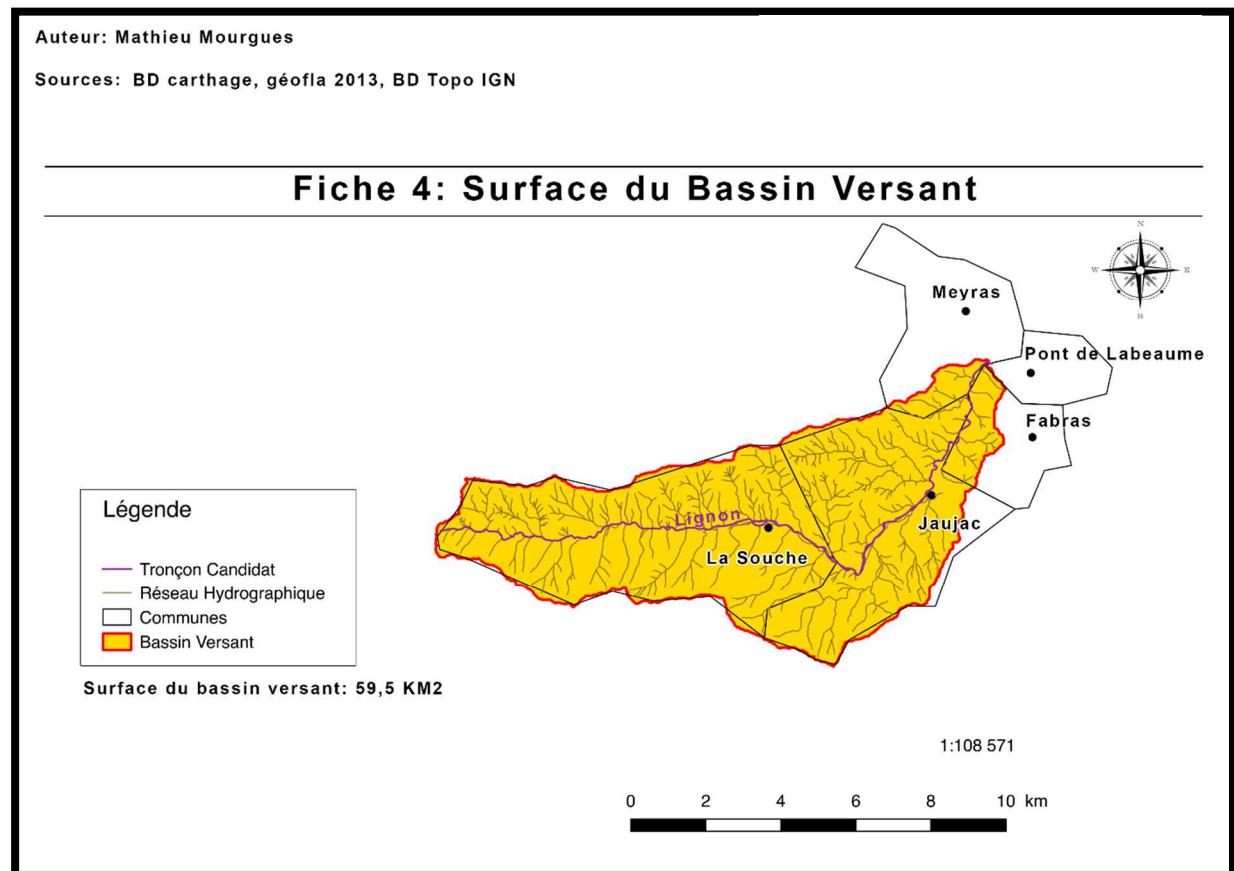 Auteur: Mathieu Mourgues
Sources: BD carthage, géofla 2013, BD Topo IGN
Fiche 4: Surface du Bassin Versant
N
W
E
S
Meyras
Pont de Labeaume
Fabras
Légende
Lignon
Jaujac
La Souche
Tronçon Candidat
Réseau Hydrographique
Communes
Bassin Versant
Surface du bassin versant: 59,5 KM2
1:108 571
0 2 4 6 8 10 km